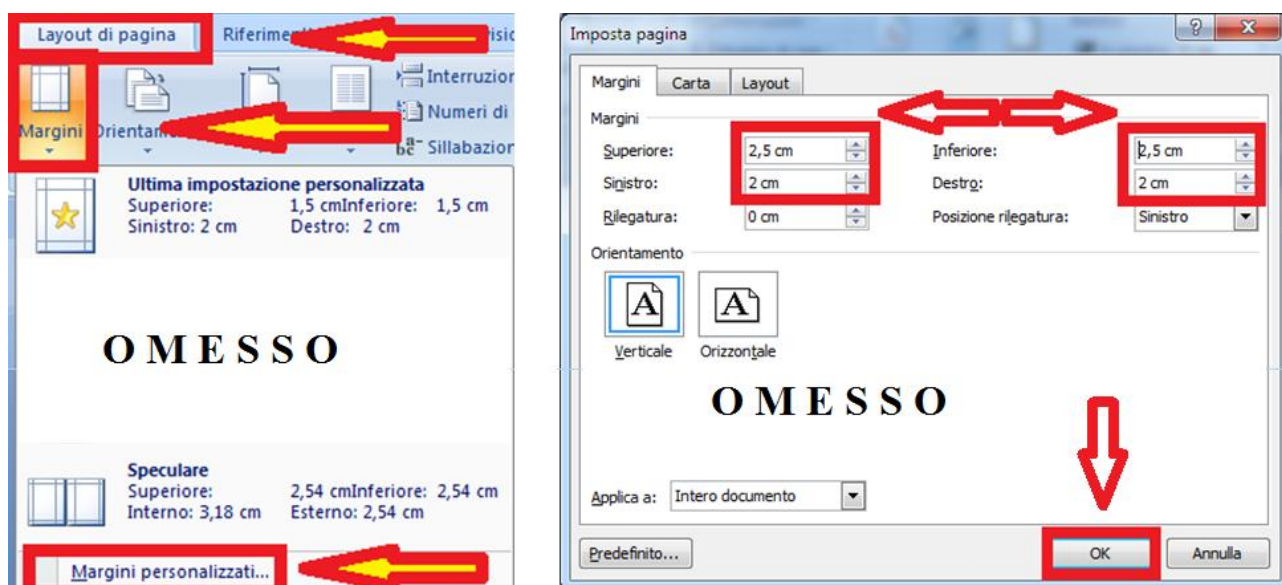 Layout di pagina Riferime
Margini Orientam
Interruzion
Numeri di
Sillabazion
Ultima impostazione personalizzata
Superiore: 1,5 cmInferiore: 1,5 cm
Sinistro: 2 cm Destro: 2 cm
O M E S S O
Speculare
Superiore: 2,54 cmInferiore: 2,54 cm
Interno: 3,18 cm Esterno: 2,54 cm
Margini personalizzati...
Imposta pagina
Margini Carta Layout
Margini
Superiore: 2,5 cm Inferiore: 2,5 cm
Sinistro: 2 cm Destro: 2 cm
Rilegatura: 0 cm Posizione rilegatura: Sinistro
Orientamento
A A
Verticale Orizzontale
O M E S S O
Applica a: Intero documento
Predefinito... OK Annulla